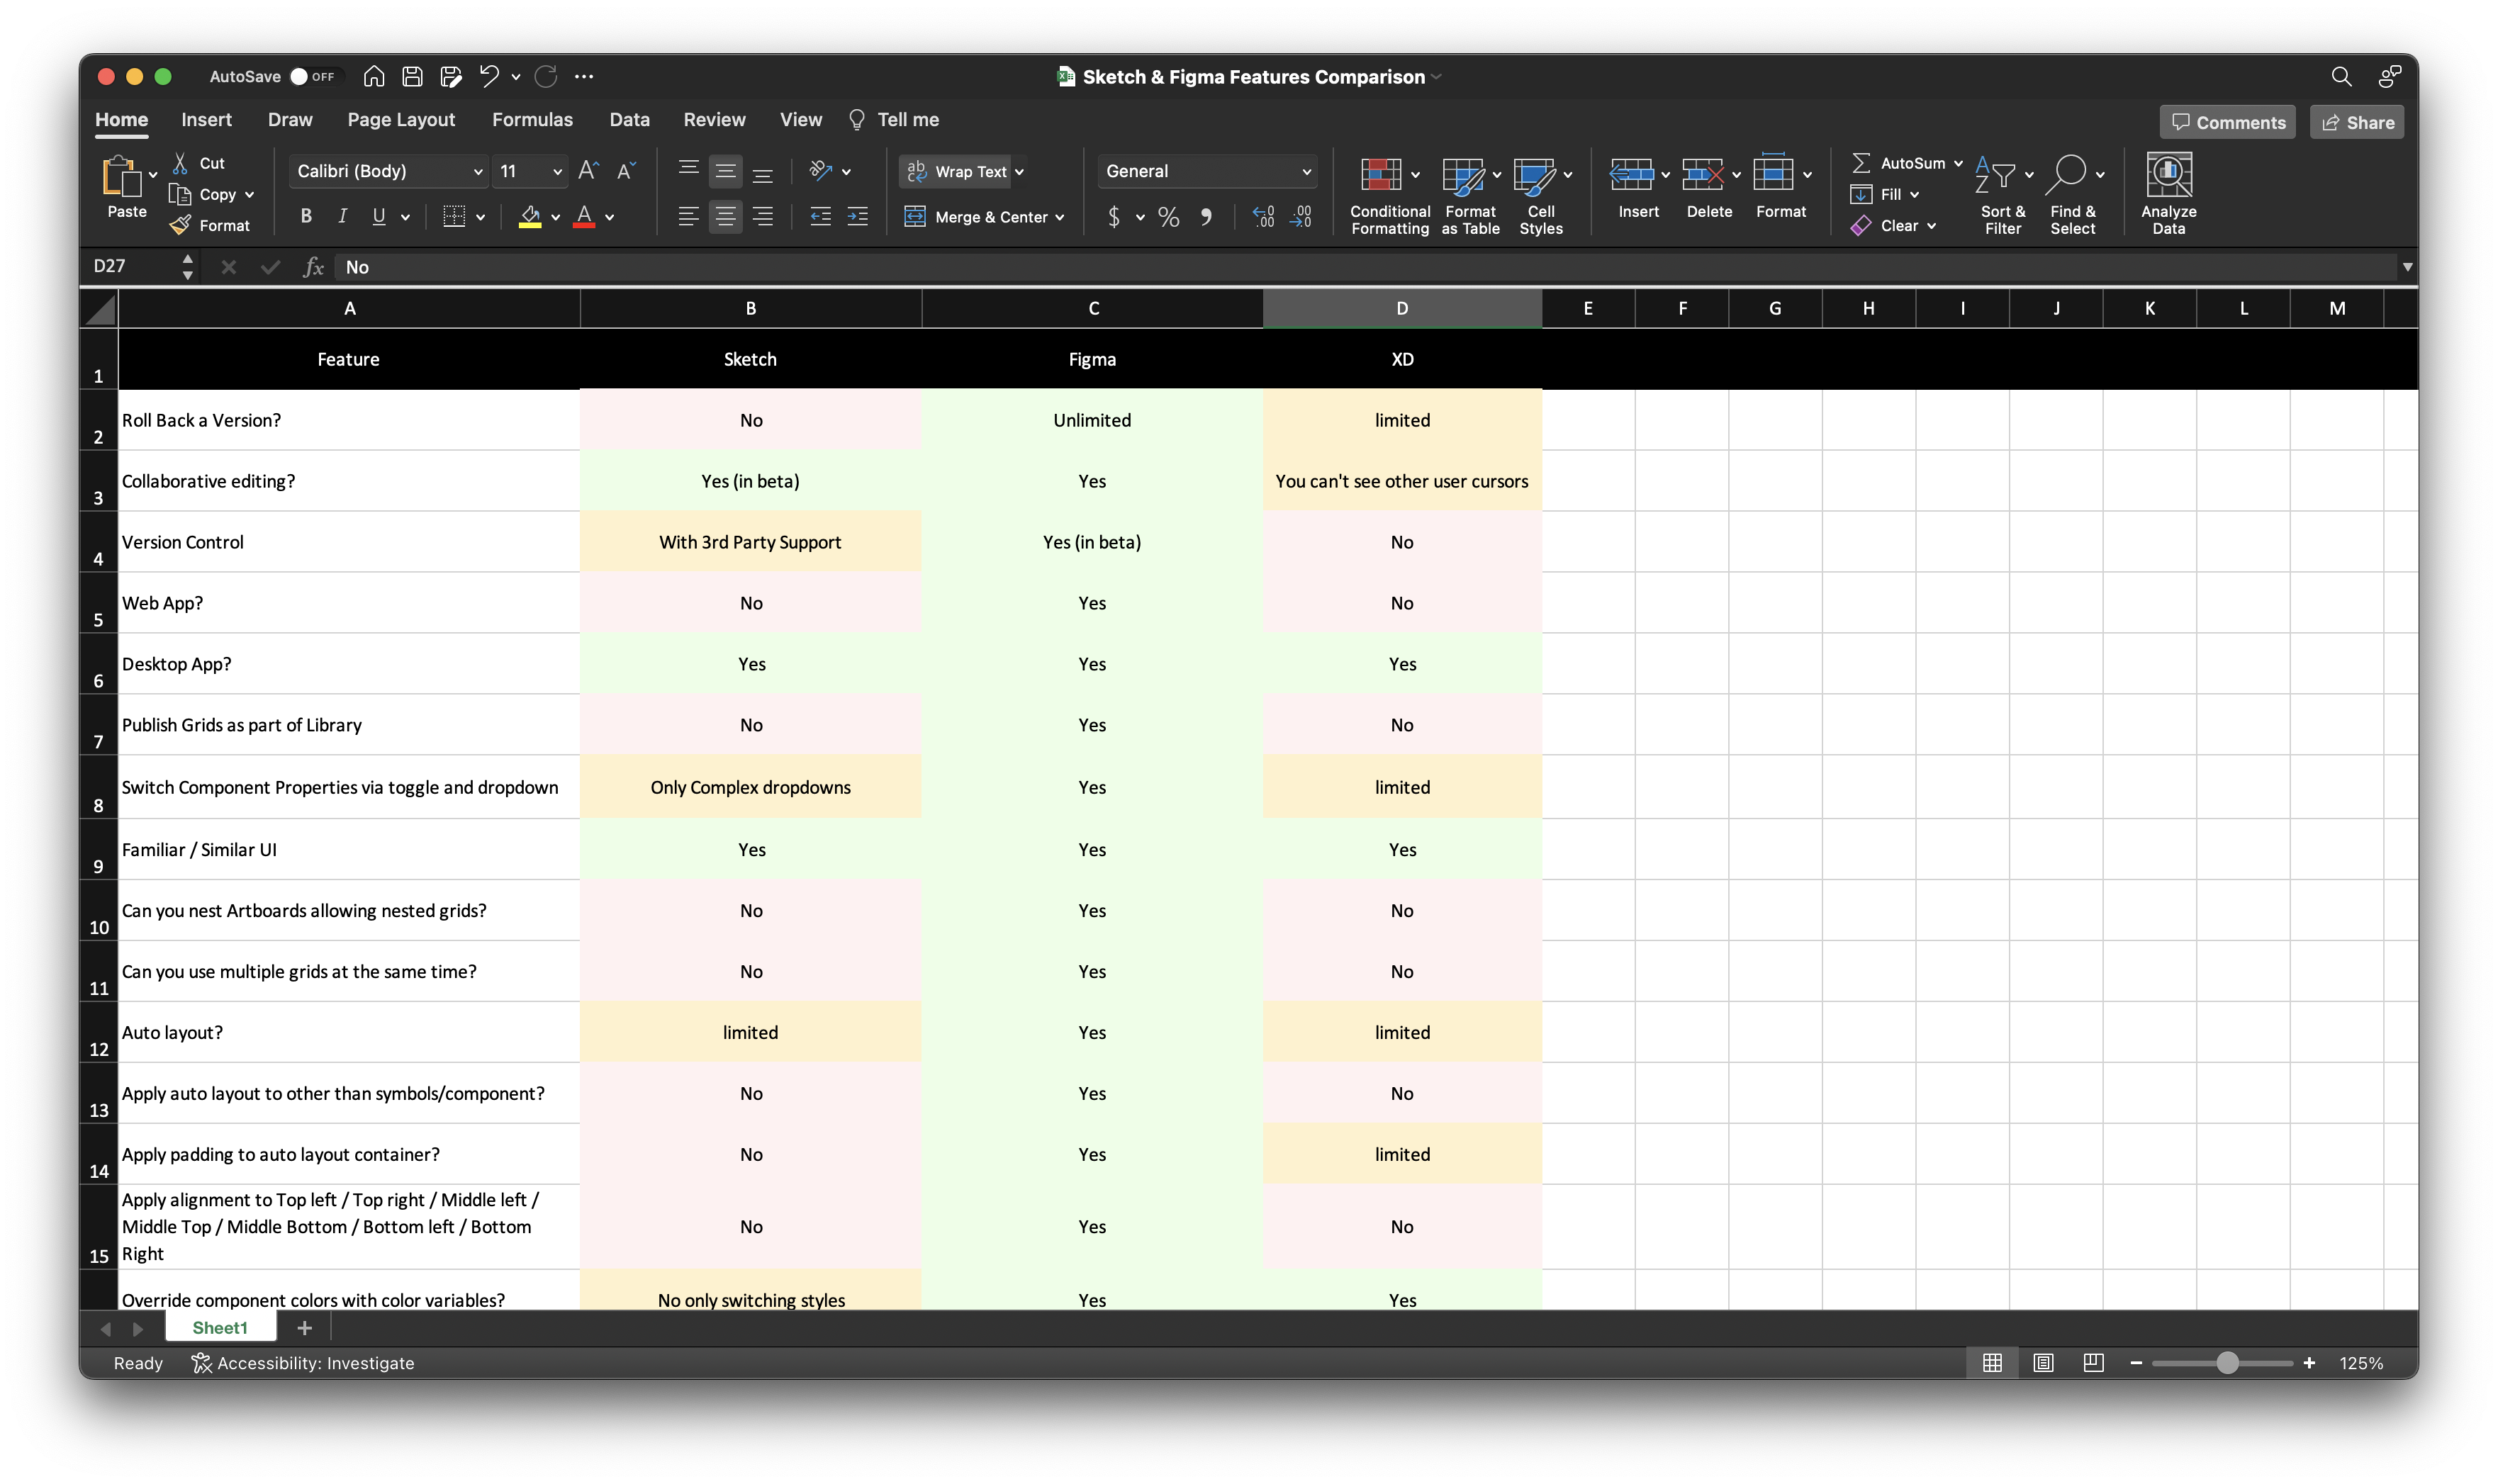 AutoSave OFF
Sketch & Figma Features Comparison
Home Insert Draw Page Layout Formulas Data Review View Tell me Comments Share
Paste Cut Copy Format
Calibri (Body) 11
B I U A
ab c Wrap Text
Merge & Center
General
$ % 9 .0 .00 .00 .0
Conditional Formatting
Format as Table
Cell Styles
Insert Delete Format
AutoSum Fill Clear
Sort & Filter
Find & Select
Analyze Data
D27 fx No
A B C D E F G H I J K L M
1 Feature Sketch Figma XD
2 Roll Back a Version? No Unlimited limited
3 Collaborative editing? Yes (in beta) Yes You can't see other user cursors
4 Version Control With 3rd Party Support Yes (in beta) No
5 Web App? No Yes No
6 Desktop App? Yes Yes Yes
7 Publish Grids as part of Library No Yes No
8 Switch Component Properties via toggle and dropdown Only Complex dropdowns Yes limited
9 Familiar / Similar UI Yes Yes Yes
10 Can you nest Artboards allowing nested grids? No Yes No
11 Can you use multiple grids at the same time? No Yes No
12 Auto layout? limited Yes limited
13 Apply auto layout to other than symbols/component? No Yes No
14 Apply padding to auto layout container? No Yes limited
Apply alignment to Top left / Top right / Middle left /
Middle Top / Middle Bottom / Bottom left / Bottom No Yes No
15 Right
Override component colors with color variables? No only switching styles Yes Yes
Sheet1
Ready Accessibility: Investigate 125%